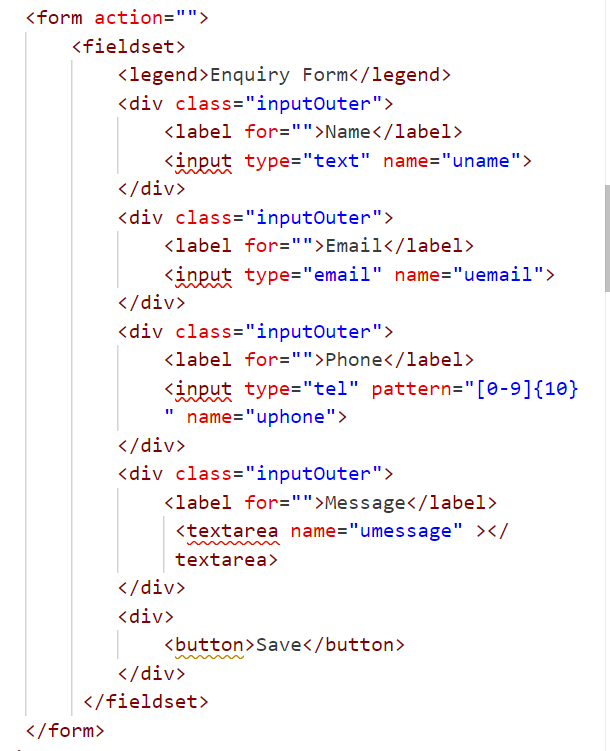 <form action="">
<fieldset>
<legend>Enquiry Form</legend>
<div class="inputOuter">
<label for="">Name</label>
<input type="text" name="uname">
</div>
<div class="inputOuter">
<label for="">Email</label>
<input type="email" name="uemail">
</div>
<div class="inputOuter">
<label for="">Phone</label>
<input type="tel" pattern="[0-9]{10}
" name="uphone">
</div>
<div class="inputOuter">
<label for="">Message</label>
<textarea name="umessage" ></
textarea>
</div>
<div>
<button>Save</button>
</div>
</fieldset>
</form>